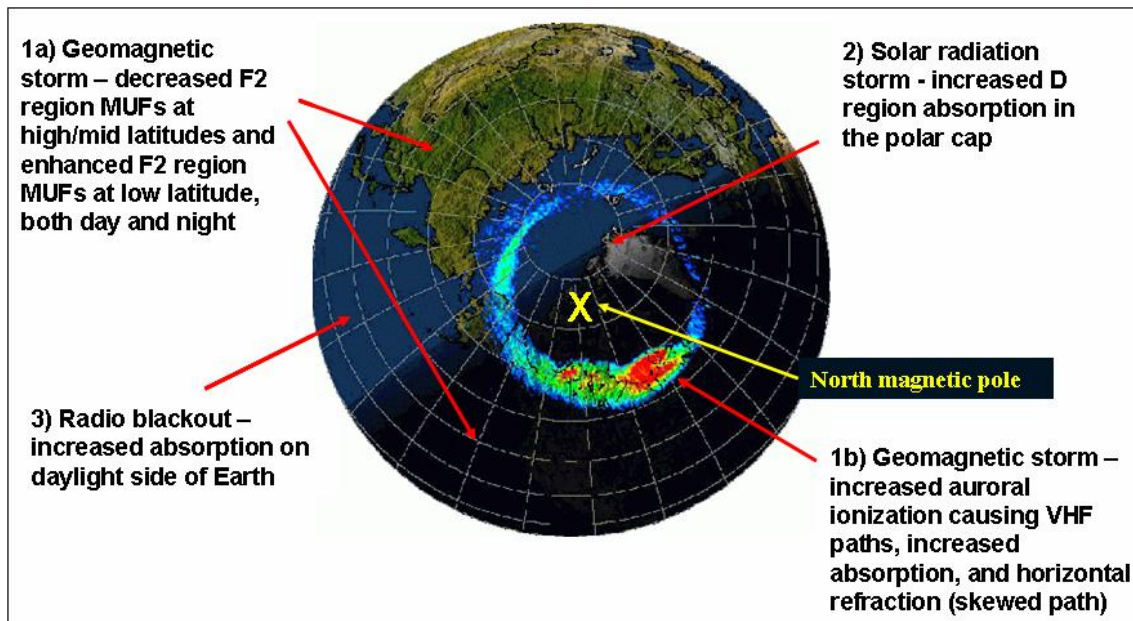 1a) Geomagnetic
storm – decreased F2
region MUFs at
high/mid latitudes and
enhanced F2 region
MUFs at low latitude,
both day and night
2) Solar radiation
storm - increased D
region absorption in
the polar cap
X
North magnetic pole
3) Radio blackout –
increased absorption on
daylight side of Earth
1b) Geomagnetic storm –
increased auroral
ionization causing VHF
paths, increased
absorption, and horizontal
refraction (skewed path)